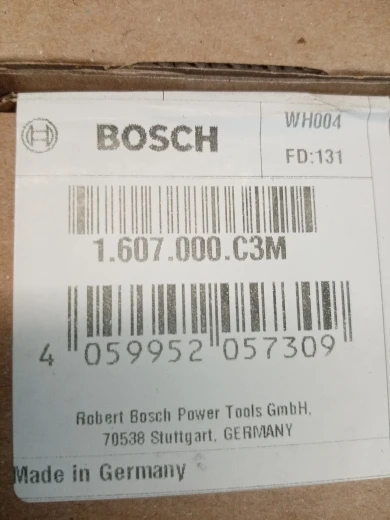 BOSCH
WH004
FD:131
1.607.000.C3M
4 059952 057309
Robert Bosch Power Tools GmbH,
70538 Stuttgart, GERMANY
Made in Germany